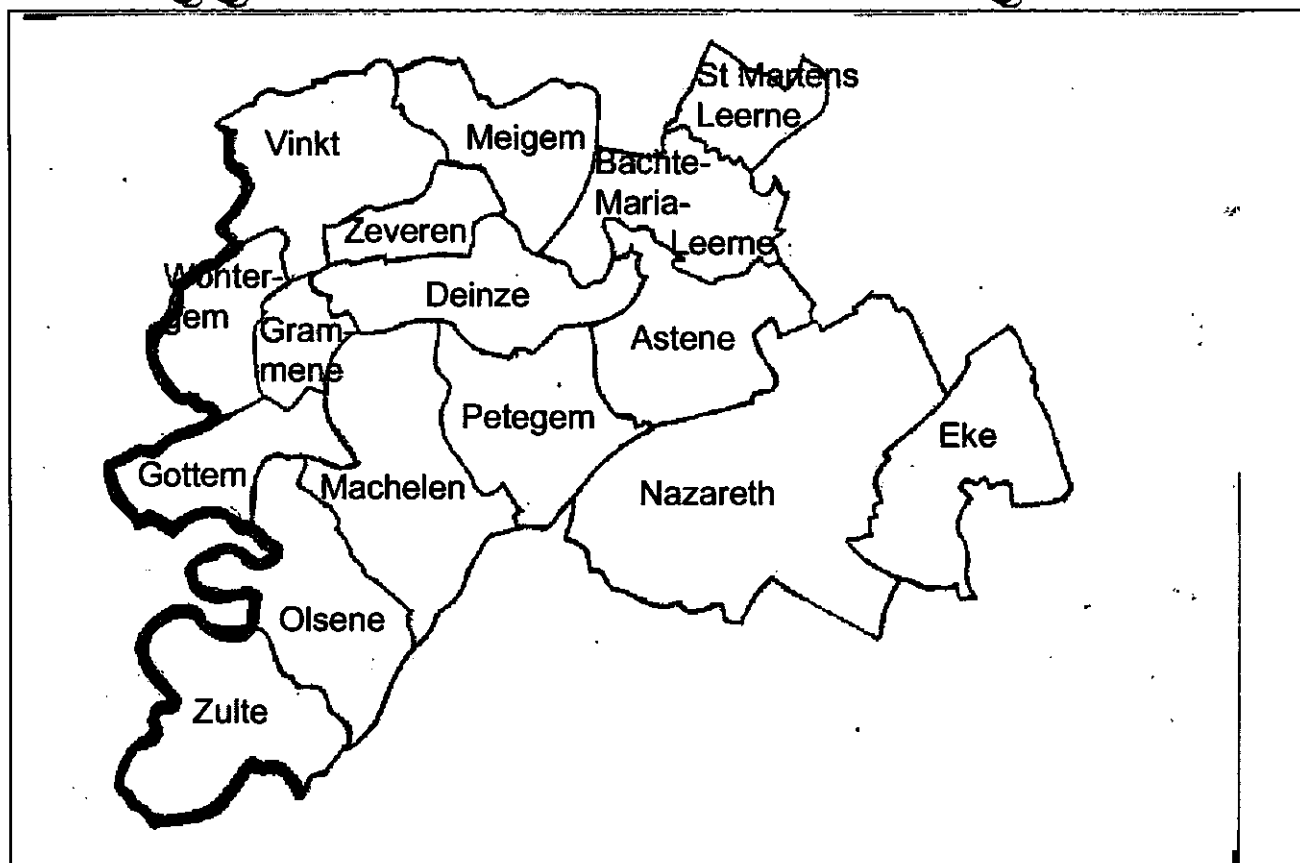 St Martens
Leerne
Vinkt
Meigem
Bachte-
Maria-
Leerne
Zeveren
Wonter-
gem
Deinze
Gram-
mene
Astene
Petegem
Eke
Gottem
Machelen
Nazareth
Olsene
Zulte